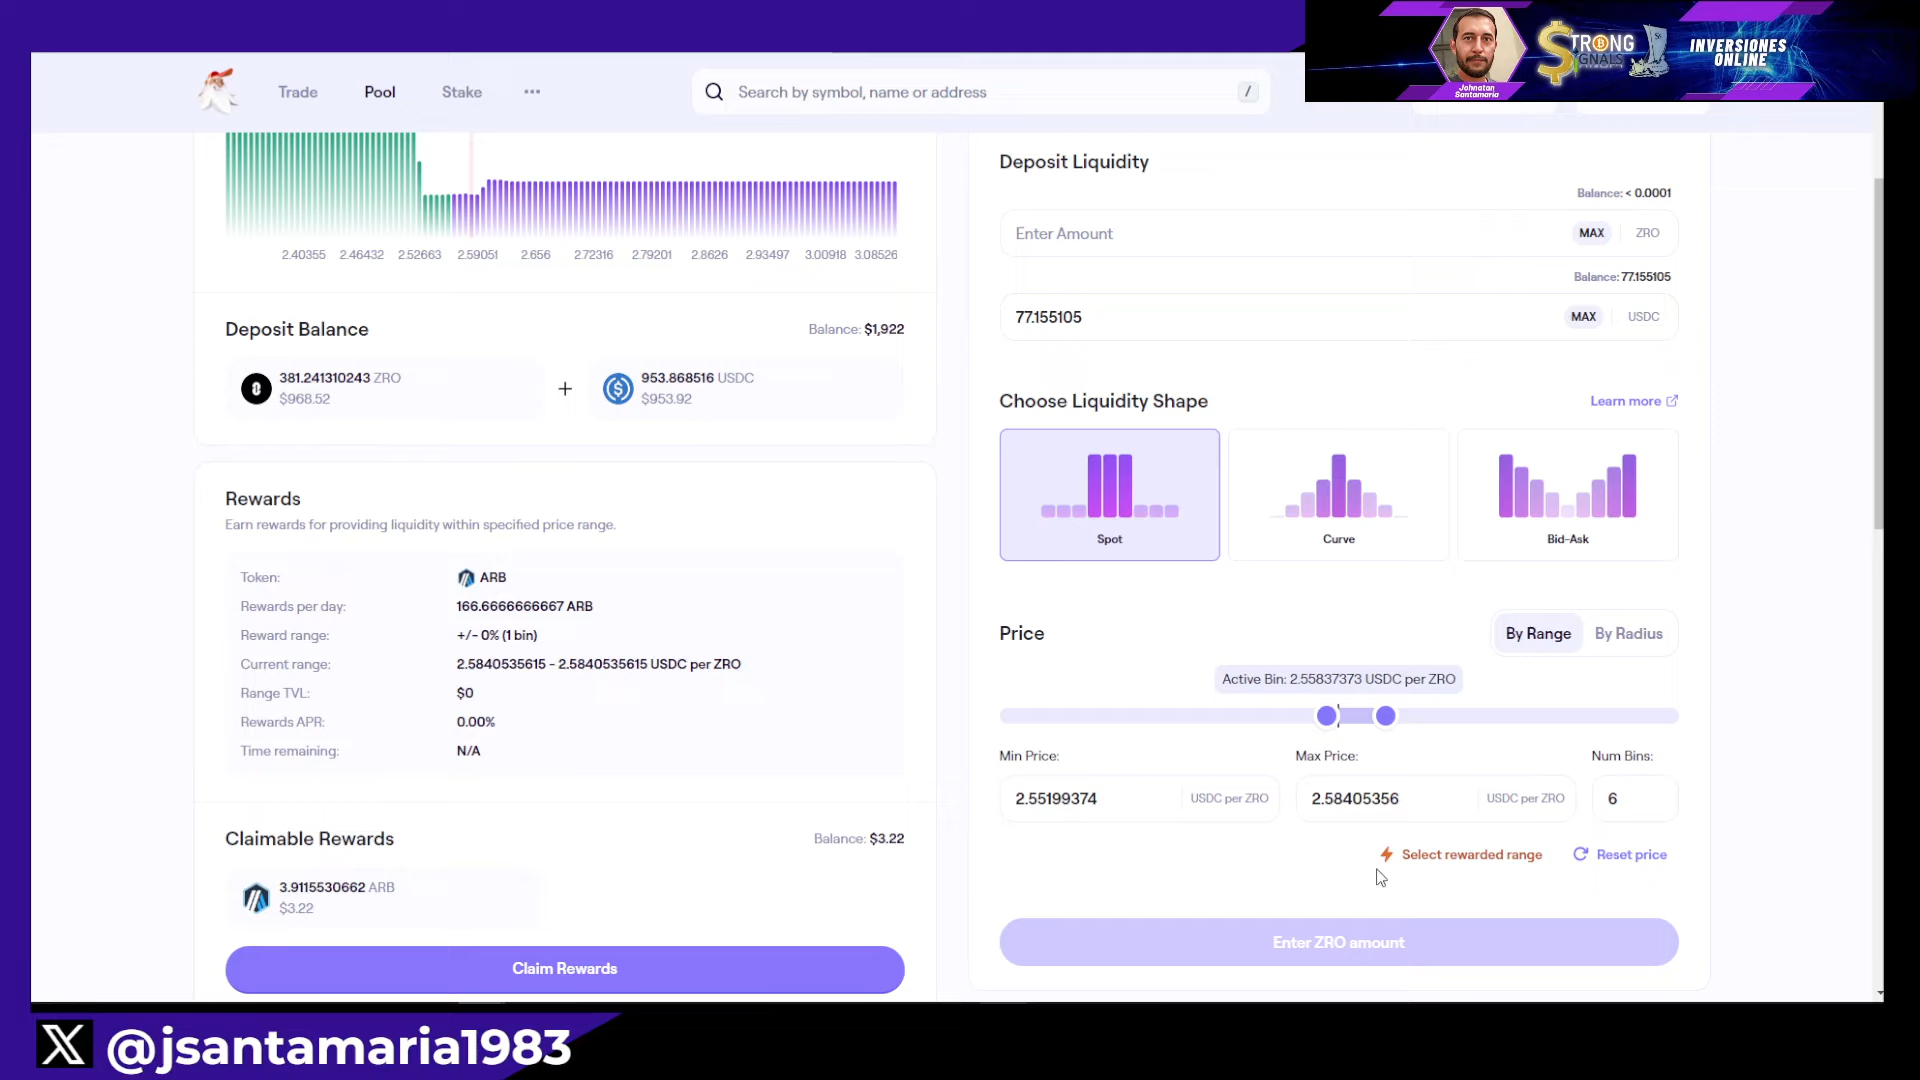 Trade
Pool
Stake
Search by symbol, name or address
/
Johnatan
Santamaria
$TRONG
$IGNALS
INVERSIONES
ONLINE
2.40355 2.46432 2.52663 2.59051 2.656 2.72316 2.79201 2.8626 2.93497 3.00918 3.08526
Deposit Balance
Balance: $1,922
381.241310243 ZRO
$968.52
+
953.868516 USDC
$953.92
Rewards
Earn rewards for providing liquidity within specified price range.
Token: ARB
Rewards per day: 166.6666666667 ARB
Reward range: +/- 0% (1 bin)
Current range: 2.5840535615 - 2.5840535615 USDC per ZRO
Range TVL: $0
Rewards APR: 0.00%
Time remaining: N/A
Claimable Rewards
Balance: $3.22
3.9115530662 ARB
$3.22
Claim Rewards
Deposit Liquidity
Balance: < 0.0001
Enter Amount MAX ZRO
Balance: 77.155105
77.155105 MAX USDC
Choose Liquidity Shape
Learn more
Spot
Curve
Bid-Ask
Price
By Range By Radius
Active Bin: 2.55837373 USDC per ZRO
Min Price: Max Price: Num Bins:
2.55199374 USDC per ZRO 2.58405356 USDC per ZRO 6
Select rewarded range Reset price
Enter ZRO amount
X @jsantamaria1983